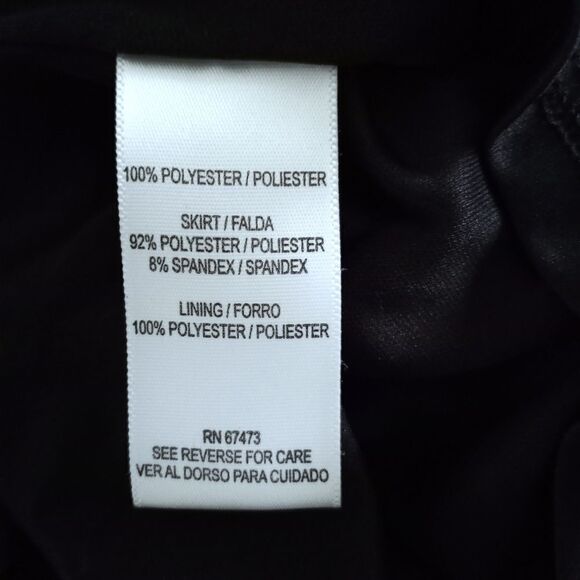 100% POLYESTER / POLIESTER
SKIRT / FALDA
92% POLYESTER / POLIESTER
8% SPANDEX / SPANDEX
LINING / FORRO
100% POLYESTER / POLIESTER
RN 67473
SEE REVERSE FOR CARE
VER AL DORSO PARA CUIDADO